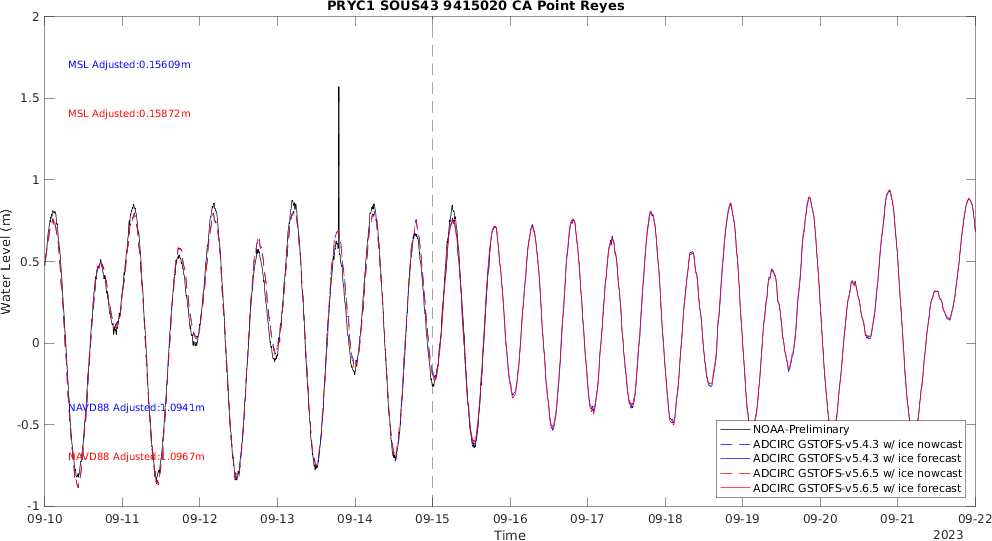 PRYC1 SOUS43 9415020 CA Point Reyes
2
1.5
1
0.5
0
-0.5
-1
Water Level (m)
MSL Adjusted:0.15609m
MSL Adjusted:0.15872m
NAVD88 Adjusted:1.0941m
NAVD88 Adjusted:1.0967m
NOAA-Preliminary
ADCIRC GSTOFS-v5.4.3 w/ ice nowcast
ADCIRC GSTOFS-v5.4.3 w/ ice forecast
ADCIRC GSTOFS-v5.6.5 w/ ice nowcast
ADCIRC GSTOFS-v5.6.5 w/ ice forecast
09-10 09-11 09-12 09-13 09-14 09-15 09-16 09-17 09-18 09-19 09-20 09-21 09-22
Time
2023